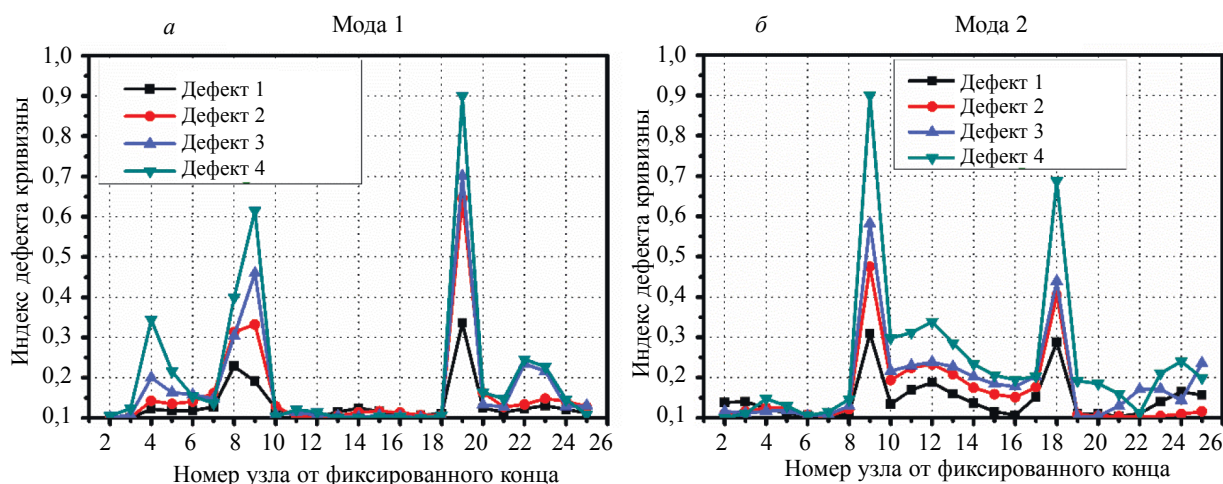 а Мода 1
Индекс дефекта кривизны
1,0
0,9
0,8
0,7
0,6
0,5
0,4
0,3
0,2
0,1
Дефект 1
Дефект 2
Дефект 3
Дефект 4
2 4 6 8 10 12 14 16 18 20 22 24 26
Номер узла от фиксированного конца
б Мода 2
Индекс дефекта кривизны
1,0
0,9
0,8
0,7
0,6
0,5
0,4
0,3
0,2
0,1
Дефект 1
Дефект 2
Дефект 3
Дефект 4
2 4 6 8 10 12 14 16 18 20 22 24 26
Номер узла от фиксированного конца